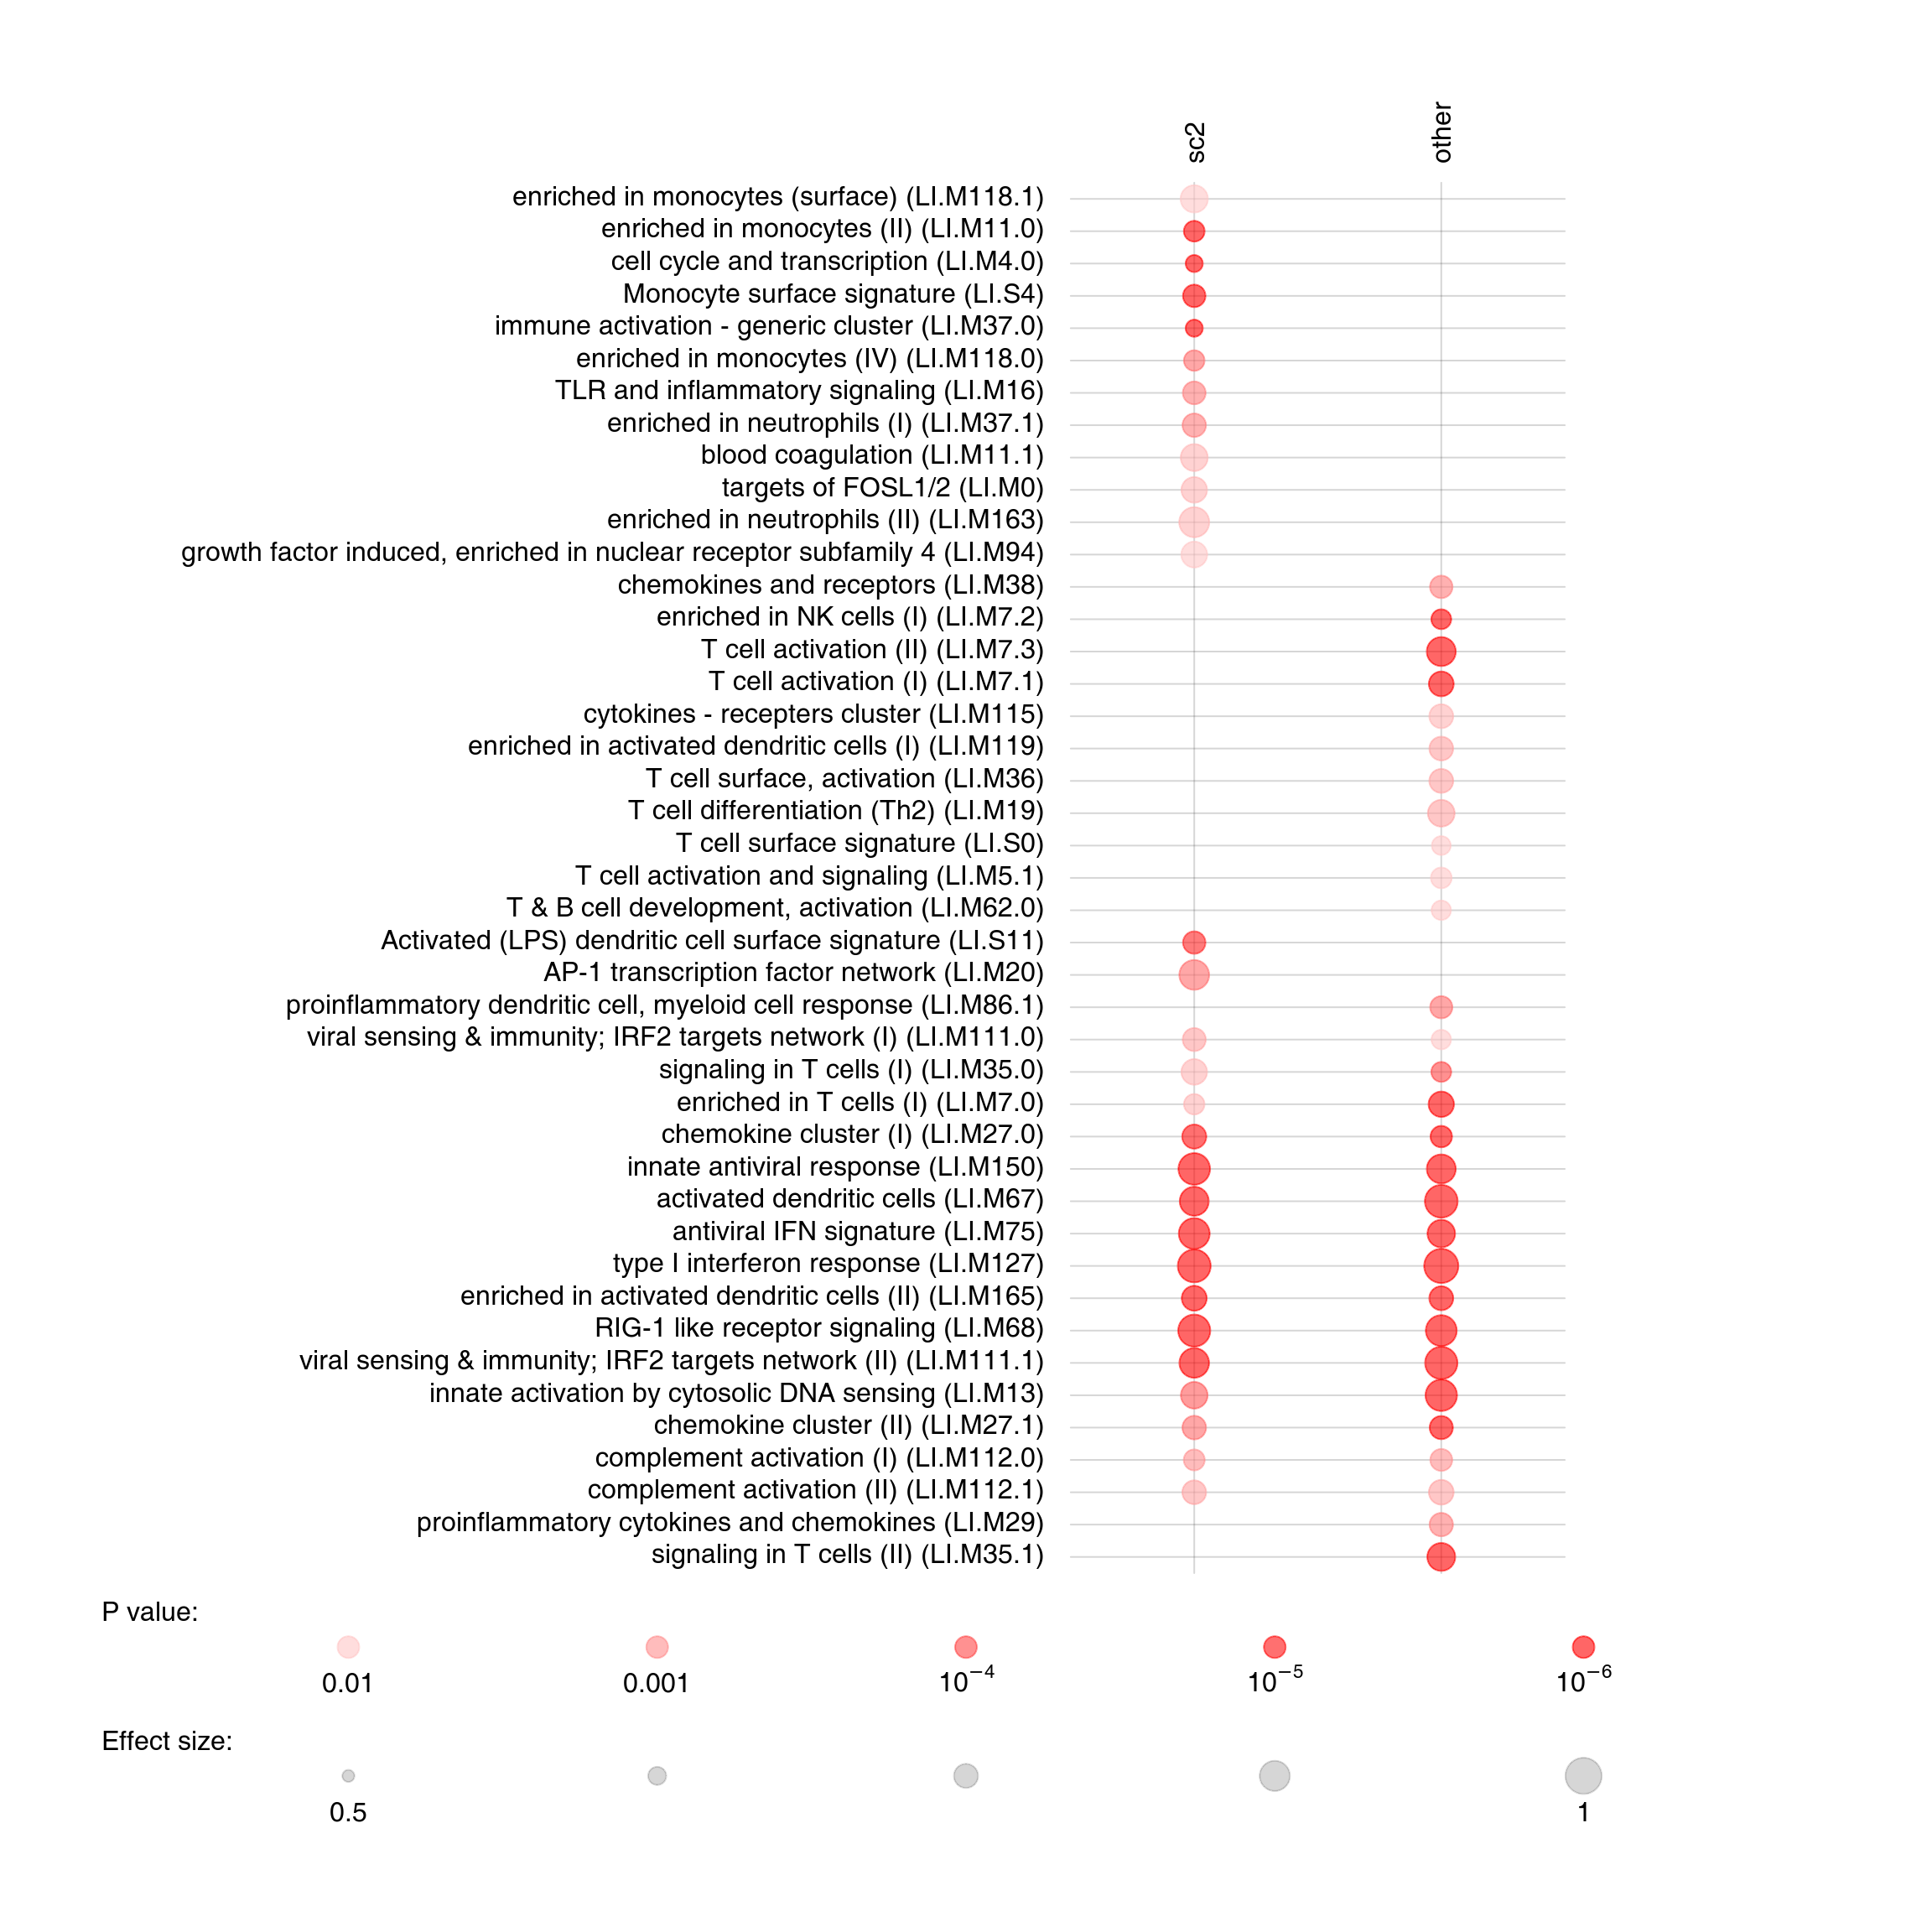 sc2
other
enriched in monocytes (surface) (LI.M118.1)
enriched in monocytes (II) (LI.M11.0)
cell cycle and transcription (LI.M4.0)
Monocyte surface signature (LI.S4)
immune activation - generic cluster (LI.M37.0)
enriched in monocytes (IV) (LI.M118.0)
TLR and inflammatory signaling (LI.M16)
enriched in neutrophils (I) (LI.M37.1)
blood coagulation (LI.M11.1)
targets of FOSL1/2 (LI.M0)
enriched in neutrophils (II) (LI.M163)
growth factor induced, enriched in nuclear receptor subfamily 4 (LI.M94)
chemokines and receptors (LI.M38)
enriched in NK cells (I) (LI.M7.2)
T cell activation (II) (LI.M7.3)
T cell activation (I) (LI.M7.1)
cytokines - recepters cluster (LI.M115)
enriched in activated dendritic cells (I) (LI.M119)
T cell surface, activation (LI.M36)
T cell differentiation (Th2) (LI.M19)
T cell surface signature (LI.S0)
T cell activation and signaling (LI.M5.1)
T & B cell development, activation (LI.M62.0)
Activated (LPS) dendritic cell surface signature (LI.S11)
AP-1 transcription factor network (LI.M20)
proinflammatory dendritic cell, myeloid cell response (LI.M86.1)
viral sensing & immunity; IRF2 targets network (I) (LI.M111.0)
signaling in T cells (I) (LI.M35.0)
enriched in T cells (I) (LI.M7.0)
chemokine cluster (I) (LI.M27.0)
innate antiviral response (LI.M150)
activated dendritic cells (LI.M67)
antiviral IFN signature (LI.M75)
type I interferon response (LI.M127)
enriched in activated dendritic cells (II) (LI.M165)
RIG-1 like receptor signaling (LI.M68)
viral sensing & immunity; IRF2 targets network (II) (LI.M111.1)
innate activation by cytosolic DNA sensing (LI.M13)
chemokine cluster (II) (LI.M27.1)
complement activation (I) (LI.M112.0)
complement activation (II) (LI.M112.1)
proinflammatory cytokines and chemokines (LI.M29)
signaling in T cells (II) (LI.M35.1)
P value:
0.01 0.001 10⁻⁴ 10⁻⁵ 10⁻⁶
Effect size:
0.5 1